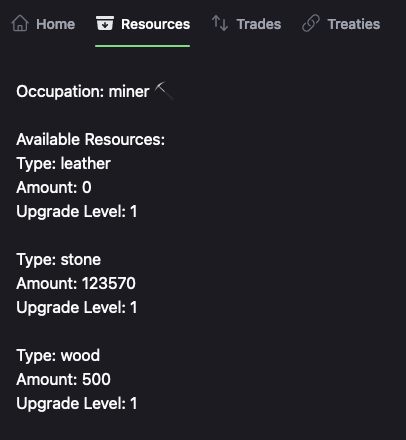 Home Resources Trades Treaties
Occupation: miner ⛏
Available Resources:
Type: leather
Amount: 0
Upgrade Level: 1
Type: stone
Amount: 123570
Upgrade Level: 1
Type: wood
Amount: 500
Upgrade Level: 1